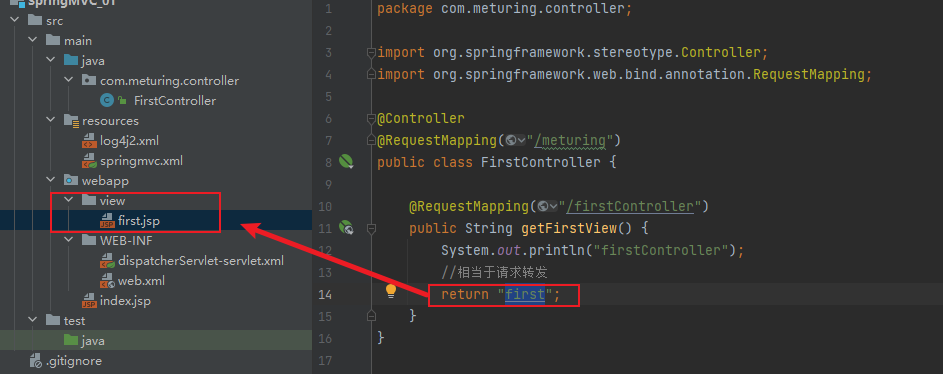 SpringMVC_01
src
main
java
com.meturing.controller
FirstController
resources
log4j2.xml
springmvc.xml
webapp
view
first.jsp
WEB-INF
dispatcherServlet-servlet.xml
web.xml
index.jsp
test
java
.gitignore
1 package com.meturing.controller;
2
3 import org.springframework.stereotype.Controller;
4 import org.springframework.web.bind.annotation.RequestMapping;
5
6 @Controller
7 @RequestMapping("/meturing")
8 public class FirstController {
9
10 @RequestMapping("/firstController")
11 public String getFirstView() {
12 System.out.println("firstController");
13 //相当于请求转发
14 return "first";
15 }
16 }
17